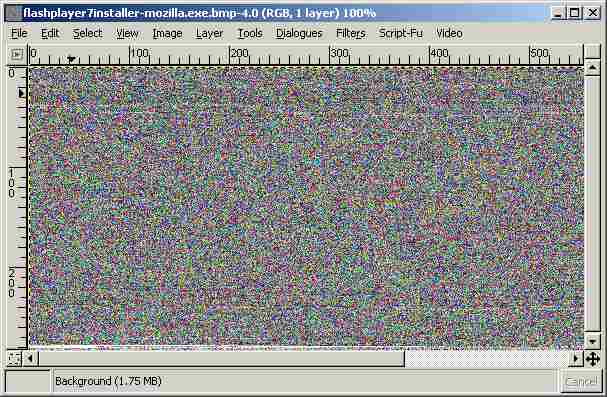 flashplayer7installer-mozilla.exe.bmp-4.0 (RGB, 1 layer) 100%
File Edit Select View Image Layer Tools Dialogues Filters Script-Fu Video
0 100 200 300 400 500
0
100
200
Background (1.75 MB) Cancel